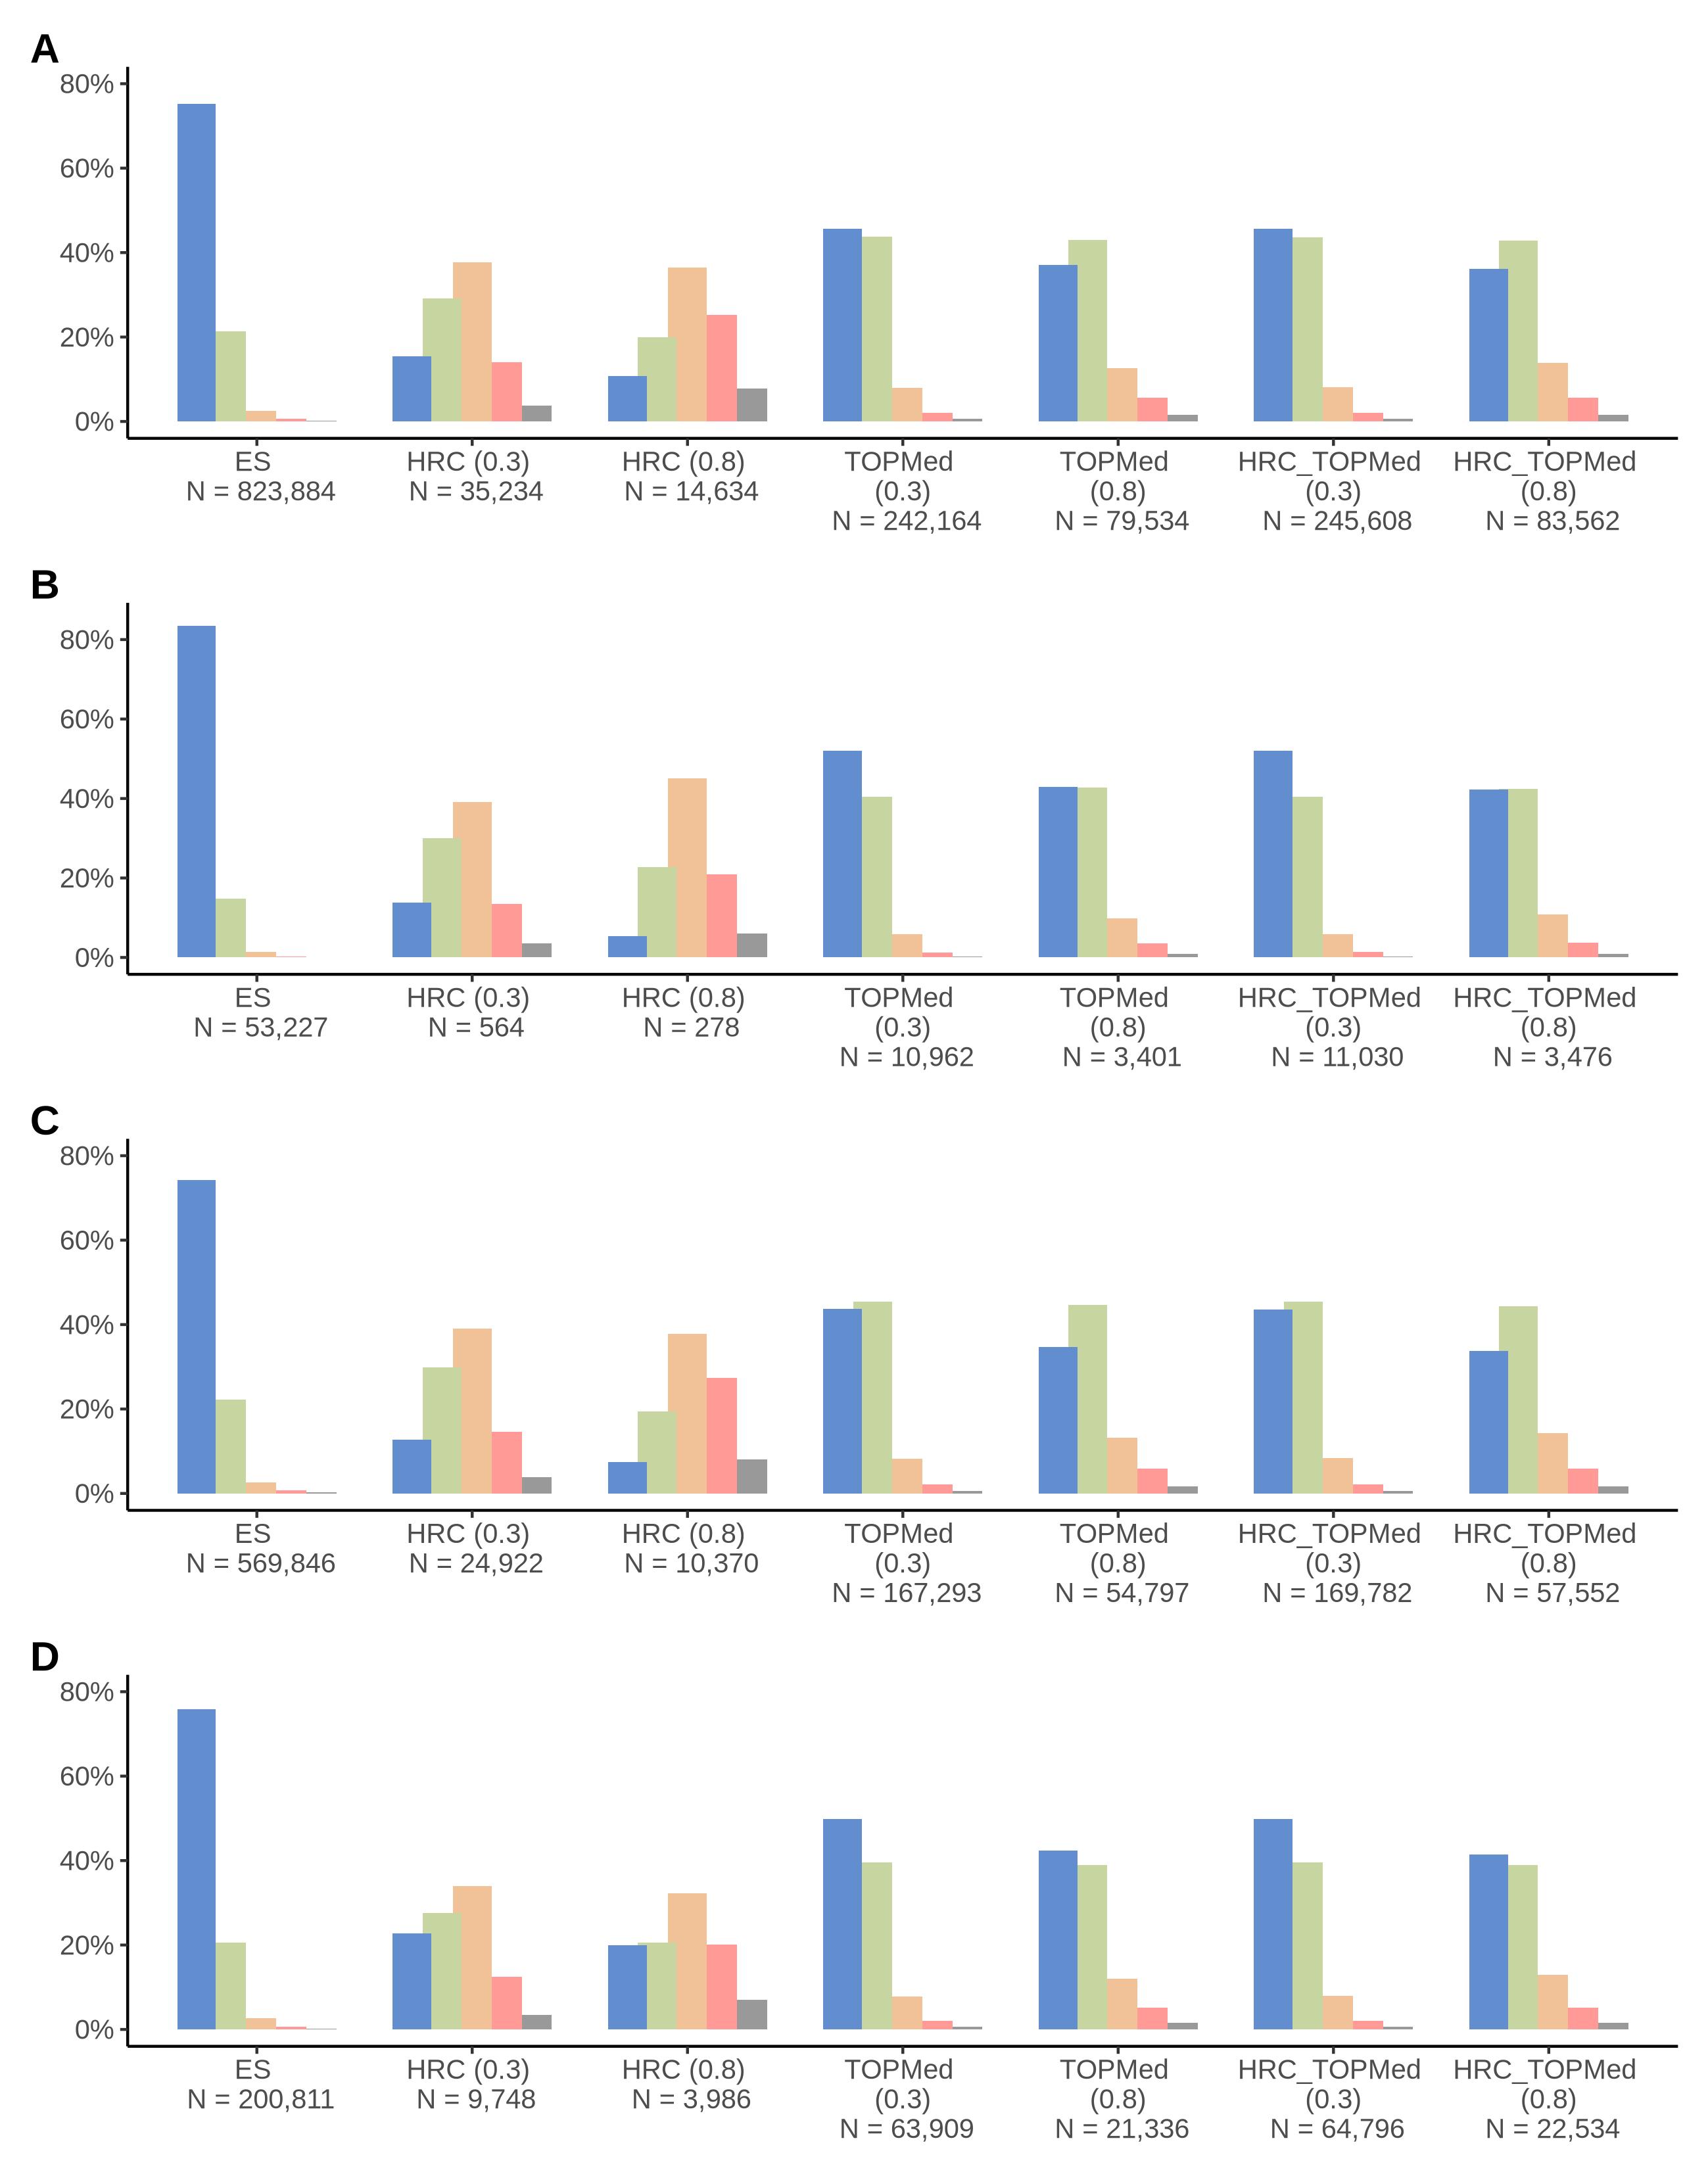 A
80%
60%
40%
20%
0%
ES HRC (0.3) HRC (0.8) TOPMed TOPMed HRC_TOPMed HRC_TOPMed
N = 823,884 N = 35,234 N = 14,634 (0.3) (0.8) (0.3) (0.8)
N = 242,164 N = 79,534 N = 245,608 N = 83,562
B
80%
60%
40%
20%
0%
ES HRC (0.3) HRC (0.8) TOPMed TOPMed HRC_TOPMed HRC_TOPMed
N = 53,227 N = 564 N = 278 (0.3) (0.8) (0.3) (0.8)
N = 10,962 N = 3,401 N = 11,030 N = 3,476
C
80%
60%
40%
20%
0%
ES HRC (0.3) HRC (0.8) TOPMed TOPMed HRC_TOPMed HRC_TOPMed
N = 569,846 N = 24,922 N = 10,370 (0.3) (0.8) (0.3) (0.8)
N = 167,293 N = 54,797 N = 169,782 N = 57,552
D
80%
60%
40%
20%
0%
ES HRC (0.3) HRC (0.8) TOPMed TOPMed HRC_TOPMed HRC_TOPMed
N = 200,811 N = 9,748 N = 3,986 (0.3) (0.8) (0.3) (0.8)
N = 63,909 N = 21,336 N = 64,796 N = 22,534